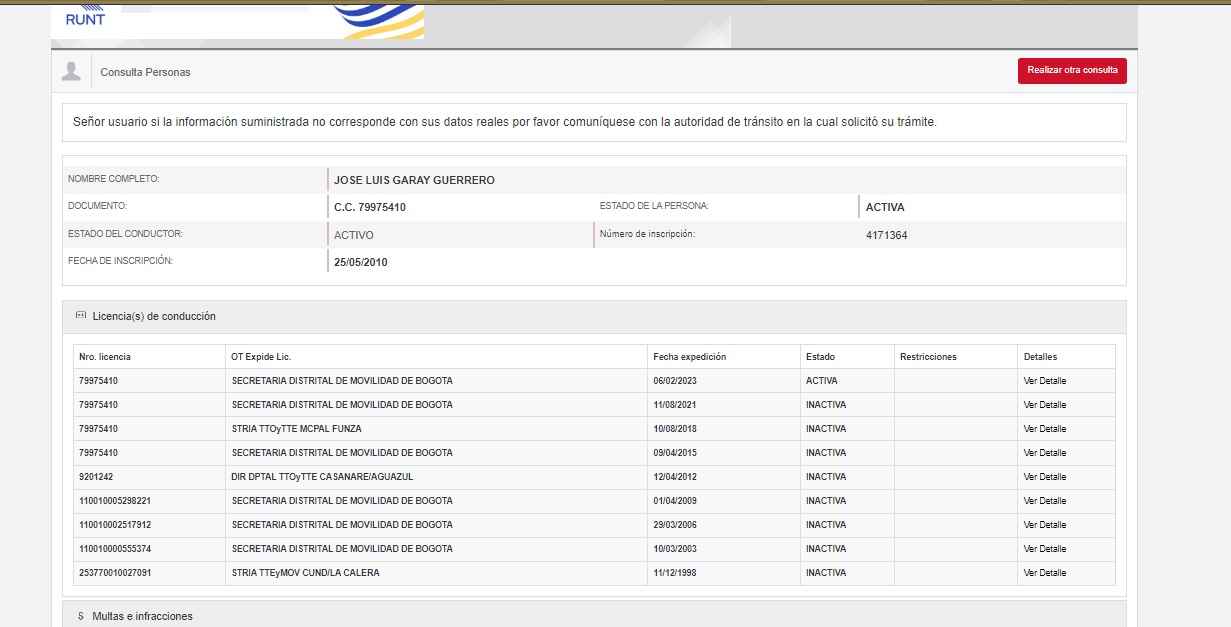 RUNT
Consulta Personas Realizar otra consulta
Señor usuario si la información suministrada no corresponde con sus datos reales por favor comuníquese con la autoridad de tránsito en la cual solicitó su trámite.
NOMBRE COMPLETO: JOSE LUIS GARAY GUERRERO
DOCUMENTO: C.C. 79975410 ESTADO DE LA PERSONA: ACTIVA
ESTADO DEL CONDUCTOR: ACTIVO Número de inscripción: 4171364
FECHA DE INSCRIPCIÓN: 25/05/2010
Licencia(s) de conducción
Nro. licencia OT Expide Lic. Fecha expedición Estado Restricciones Detalles
79975410 SECRETARIA DISTRITAL DE MOVILIDAD DE BOGOTA 06/02/2023 ACTIVA Ver Detalle
79975410 SECRETARIA DISTRITAL DE MOVILIDAD DE BOGOTA 11/08/2021 INACTIVA Ver Detalle
79975410 STRIA TTOyTTE MCPAL FUNZA 10/08/2018 INACTIVA Ver Detalle
79975410 SECRETARIA DISTRITAL DE MOVILIDAD DE BOGOTA 09/04/2015 INACTIVA Ver Detalle
9201242 DIR DPTAL TTOyTTE CASANARE/AGUAZUL 12/04/2012 INACTIVA Ver Detalle
110010005298221 SECRETARIA DISTRITAL DE MOVILIDAD DE BOGOTA 01/04/2009 INACTIVA Ver Detalle
110010002517912 SECRETARIA DISTRITAL DE MOVILIDAD DE BOGOTA 29/03/2006 INACTIVA Ver Detalle
110010000555374 SECRETARIA DISTRITAL DE MOVILIDAD DE BOGOTA 10/03/2003 INACTIVA Ver Detalle
253770010027091 STRIA TTEyMOV CUND/LA CALERA 11/12/1998 INACTIVA Ver Detalle
$ Multas e infracciones